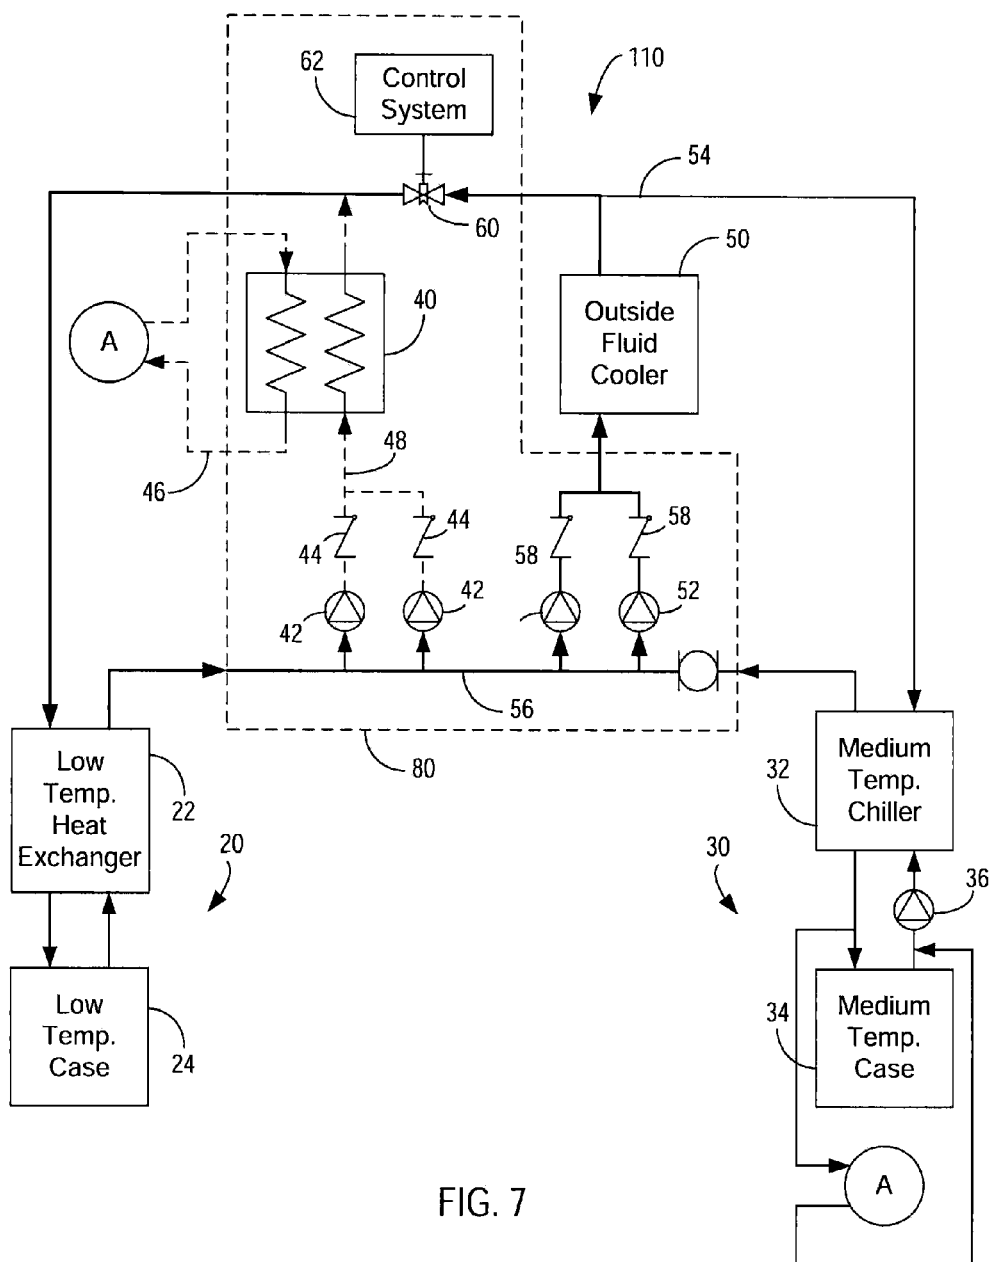 62
Control
System
110
54
60
50
A
40
Outside
Fluid
Cooler
46
48
44
44
58
58
42
42
52
56
80
Low
Temp.
Heat
Exchanger
22
32
Medium
Temp.
Chiller
20
30
36
Low
Temp.
Case
24
34
Medium
Temp.
Case
A
FIG. 7